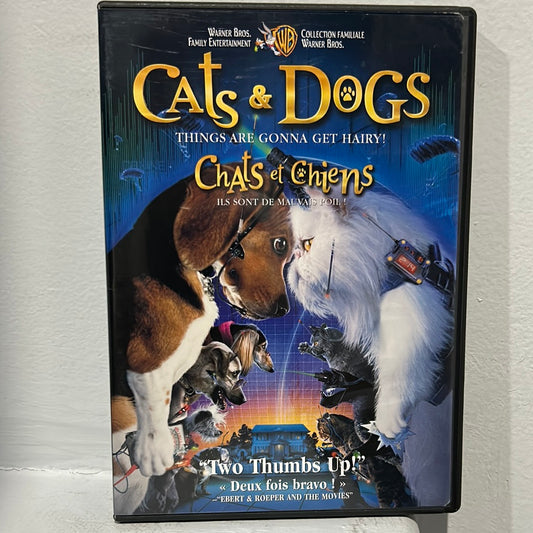 WARNER BROS.
FAMILY ENTERTAINMENT
WB
COLLECTION FAMILIALE
WARNER BROS.
CATS & DOGS
THINGS ARE GONNA GET HAIRY!
CHATS et CHIENS
ILS SONT DE MAUVAIS POIL !
"TWO THUMBS UP!"
« DEUX FOIS BRAVO ! »
–"EBERT & ROEPER AND THE MOVIES"